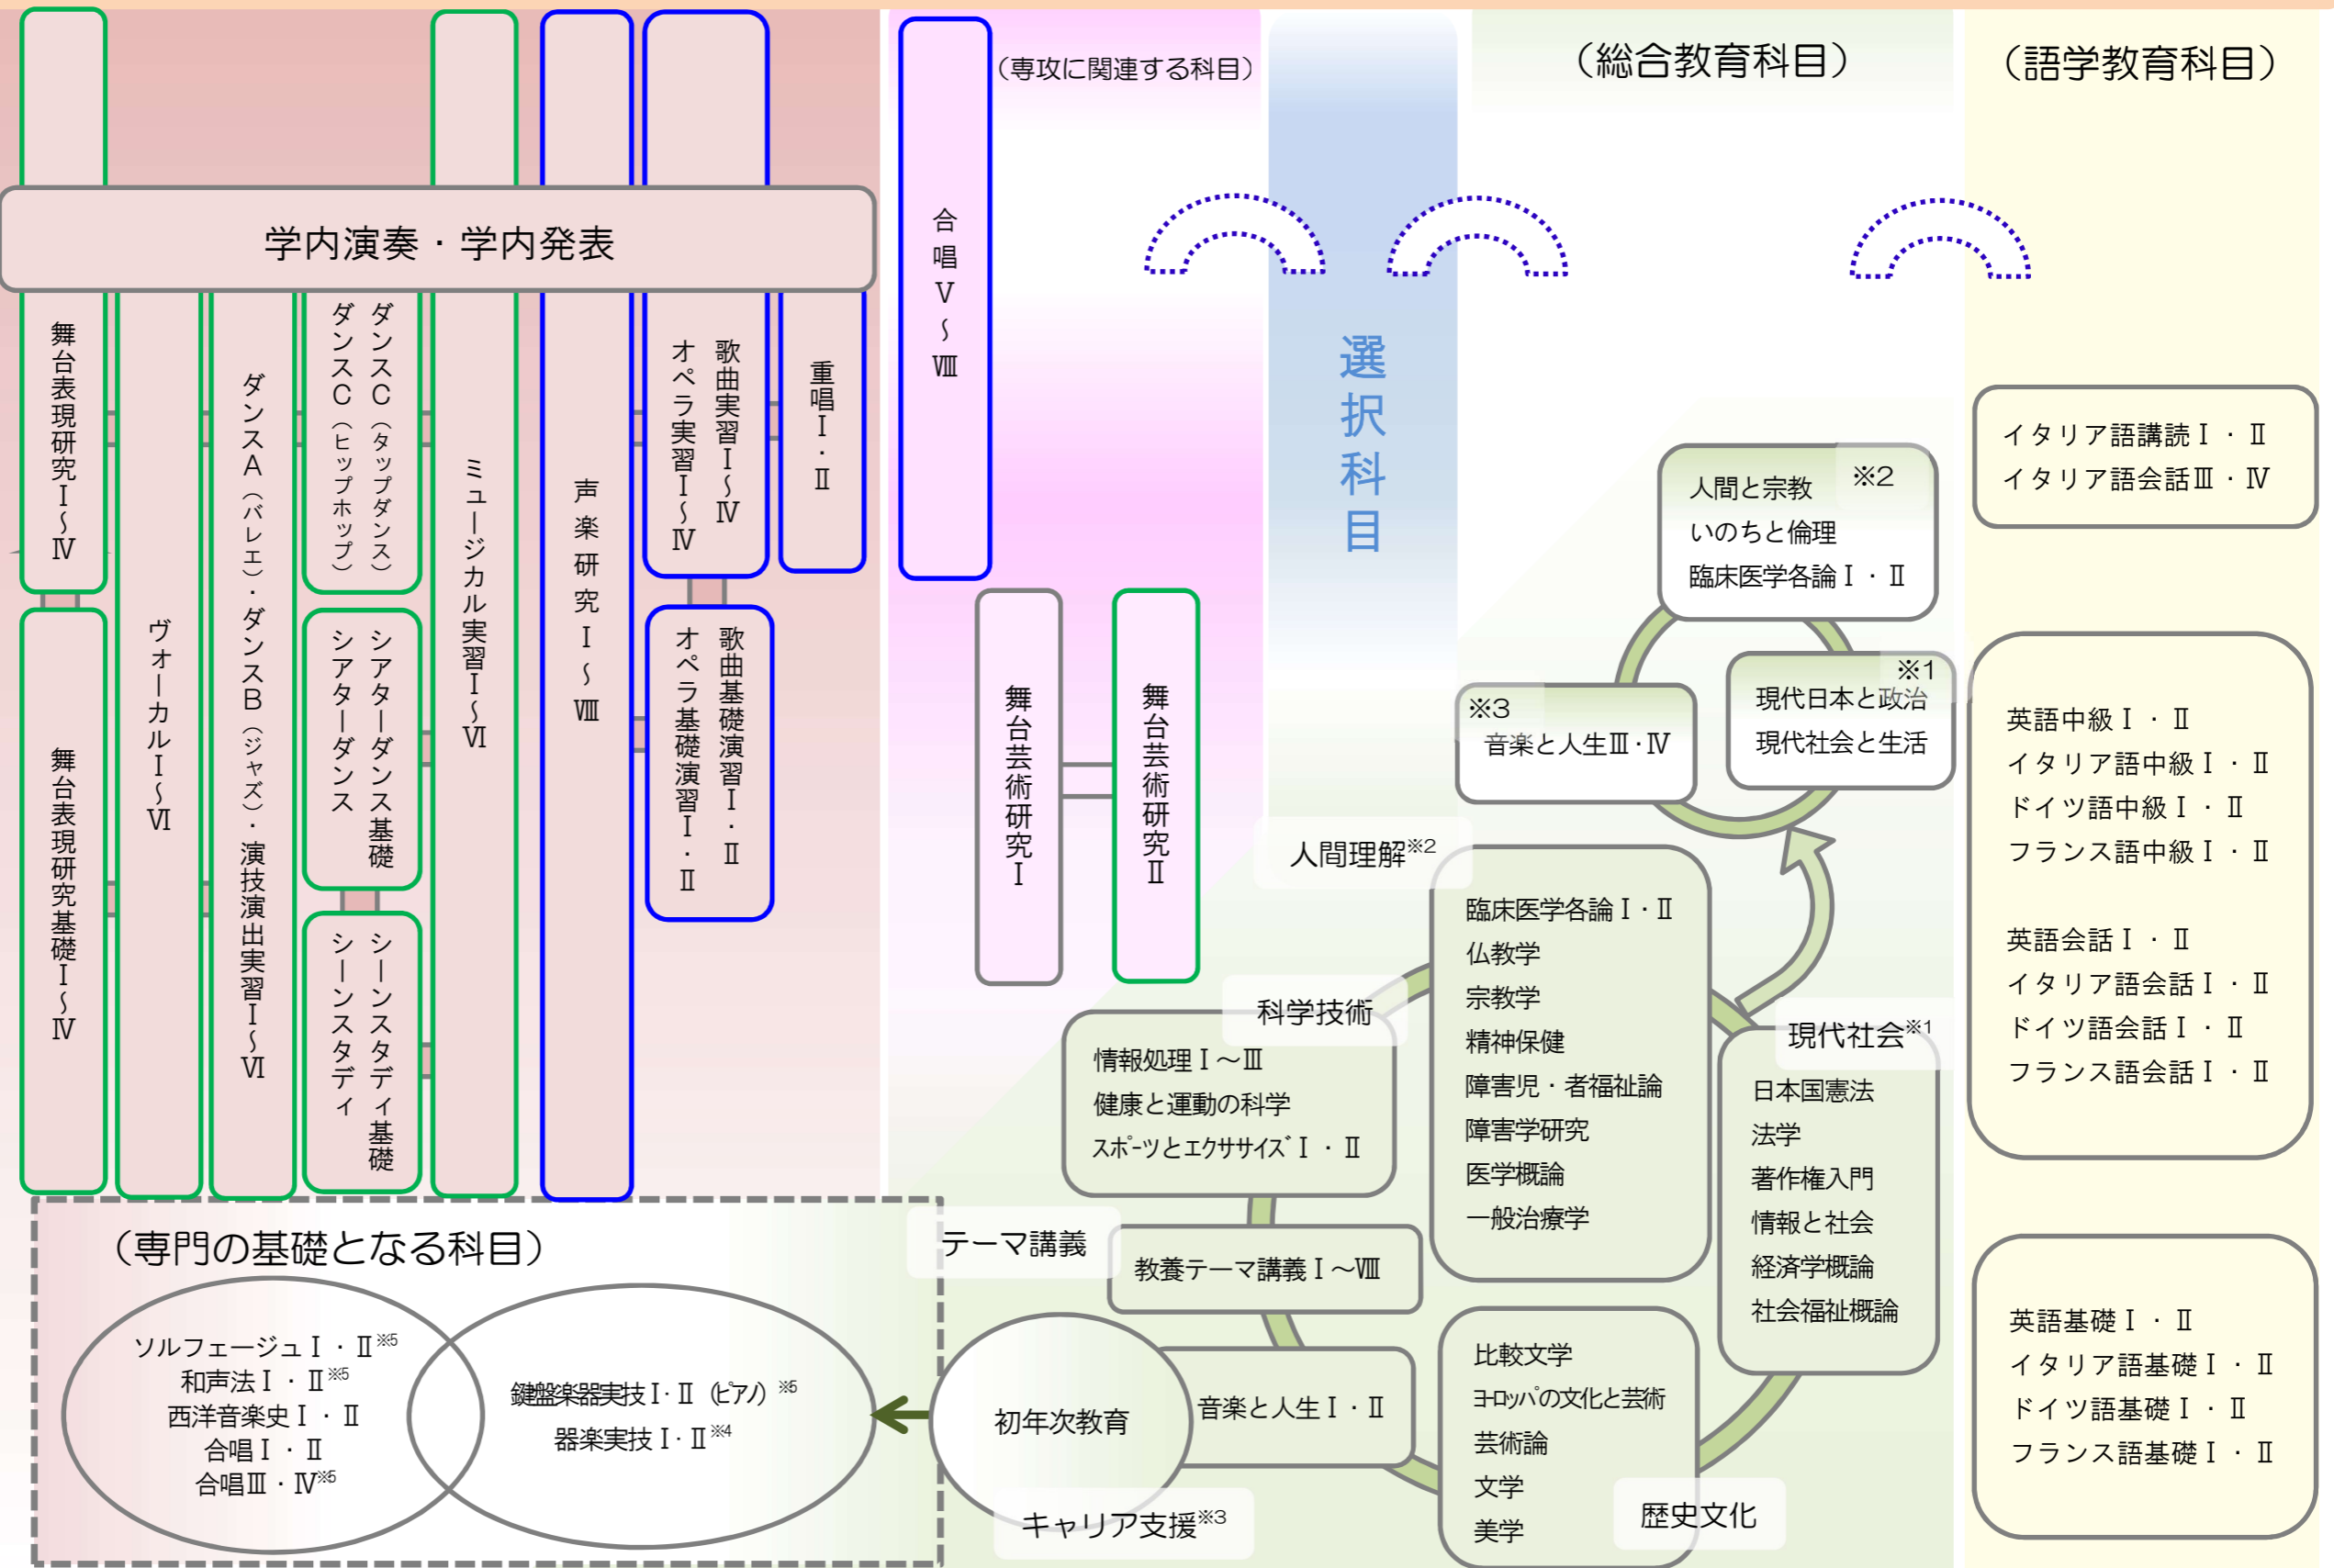 （専攻に関連する科目）
（総合教育科目）
（語学教育科目）
学内演奏・学内発表
舞台表現研究Ⅰ～Ⅳ
舞台表現研究基礎Ⅰ～Ⅳ
ヴォーカルⅠ～Ⅵ
ダンスA（バレエ）・ダンスB（ジャズ）・演技演出実習Ⅰ～Ⅵ
ダンスC（タップダンス）
ダンスC（ヒップホップ）
シアターダンス基礎
シアターダンス
シーンスタディ基礎
シーンスタディ
ミュージカル実習Ⅰ～Ⅵ
声楽研究Ⅰ～Ⅷ
歌曲実習Ⅰ～Ⅳ
オペラ実習Ⅰ～Ⅳ
歌曲基礎演習Ⅰ・Ⅱ
オペラ基礎演習Ⅰ・Ⅱ
重唱Ⅰ・Ⅱ
合唱Ⅴ～Ⅷ
舞台芸術研究Ⅰ
舞台芸術研究Ⅱ
選択科目
人間と宗教 ※2
いのちと倫理
臨床医学各論Ⅰ・Ⅱ
※1
現代日本と政治
現代社会と生活
※3
音楽と人生Ⅲ・Ⅳ
人間理解※2
臨床医学各論Ⅰ・Ⅱ
仏教学
宗教学
精神保健
障害児・者福祉論
障害学研究
医学概論
一般治療学
科学技術
情報処理Ⅰ～Ⅲ
健康と運動の科学
スポーツとエクササイズⅠ・Ⅱ
現代社会※1
日本国憲法
法学
著作権入門
情報と社会
経済学概論
社会福祉概論
テーマ講義
教養テーマ講義Ⅰ～Ⅷ
初年次教育
音楽と人生Ⅰ・Ⅱ
キャリア支援※3
比較文学
ヨーロッパの文化と芸術
芸術論
文学
美学
歴史文化
（専門の基礎となる科目）
ソルフェージュⅠ・Ⅱ※5
和声法Ⅰ・Ⅱ※5
西洋音楽史Ⅰ・Ⅱ
合唱Ⅰ・Ⅱ
合唱Ⅲ・Ⅳ※5
鍵盤楽器実技Ⅰ・Ⅱ（ピアノ）※5
器楽実技Ⅰ・Ⅱ※4
イタリア語講読Ⅰ・Ⅱ
イタリア語会話Ⅲ・Ⅳ
英語中級Ⅰ・Ⅱ
イタリア語中級Ⅰ・Ⅱ
ドイツ語中級Ⅰ・Ⅱ
フランス語中級Ⅰ・Ⅱ
英語会話Ⅰ・Ⅱ
イタリア語会話Ⅰ・Ⅱ
ドイツ語会話Ⅰ・Ⅱ
フランス語会話Ⅰ・Ⅱ
英語基礎Ⅰ・Ⅱ
イタリア語基礎Ⅰ・Ⅱ
ドイツ語基礎Ⅰ・Ⅱ
フランス語基礎Ⅰ・Ⅱ